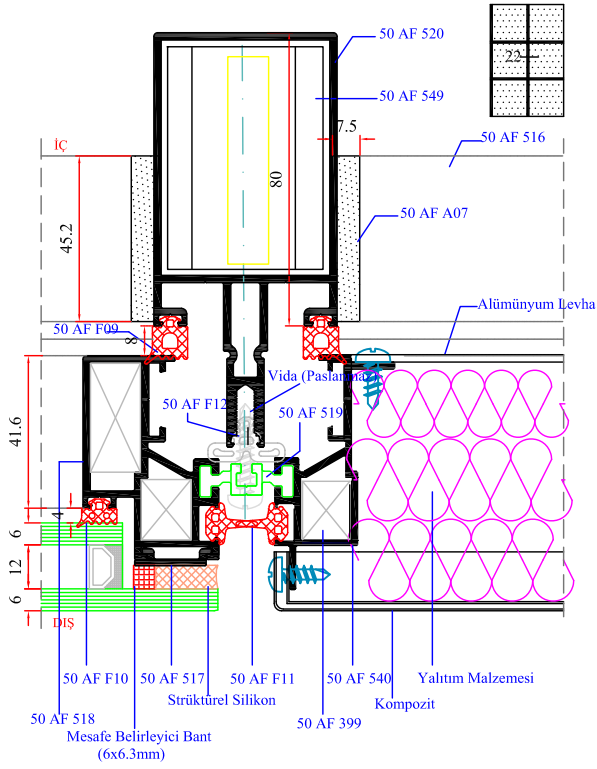 50 AF 520
22
50 AF 549
7.5
50 AF 516
İÇ
80
45.2
50 AF A07
Alümünyum Levha
50 AF F09
8
Vida (Paslanmaz)
50 AF F12
50 AF 519
41.6
4
6
12
6
DIŞ
50 AF F10
50 AF 517
50 AF F11
50 AF 540
Yalıtım Malzemesi
Strüktürel Silikon
Kompozit
50 AF 518
50 AF 399
Mesafe Belirleyici Bant
(6x6.3mm)